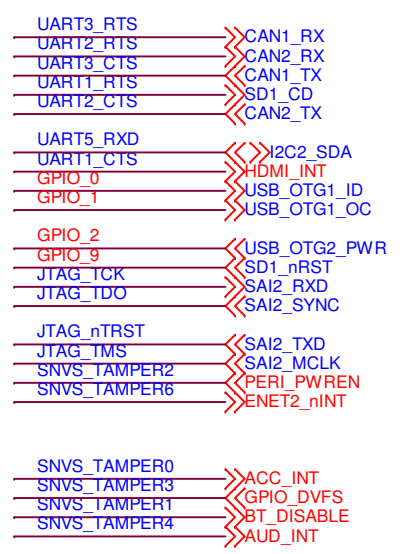 UART3_RTS CAN1_RX
UART2_RTS CAN2_RX
UART3_CTS CAN1_TX
UART1_RTS SD1_CD
UART2_CTS CAN2_TX
UART5_RXD I2C2_SDA
UART1_CTS HDMI_INT
GPIO_0 USB_OTG1_ID
GPIO_1 USB_OTG1_OC
GPIO_2 USB_OTG2_PWR
GPIO_9 SD1_nRST
JTAG_TCK SAI2_RXD
JTAG_TDO SAI2_SYNC
JTAG_nTRST SAI2_TXD
JTAG_TMS SAI2_MCLK
SNVS_TAMPER2 PERI_PWREN
SNVS_TAMPER6 ENET2_nINT
SNVS_TAMPER0 ACC_INT
SNVS_TAMPER3 GPIO_DVFS
SNVS_TAMPER1 BT_DISABLE
SNVS_TAMPER4 AUD_INT